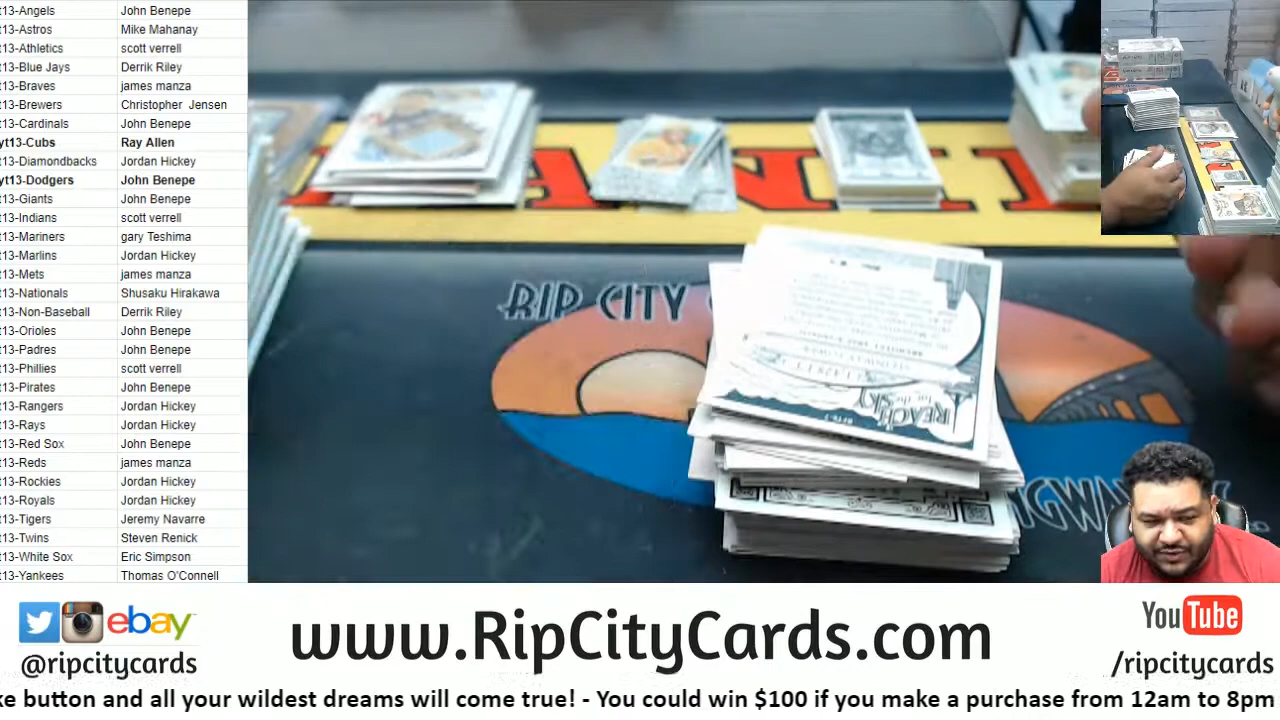 t13-Angels John Benepe
t13-Astros Mike Mahanay
t13-Athletics scott verrell
t13-Blue Jays Derrik Riley
t13-Braves james manza
t13-Brewers Christopher Jensen
t13-Cardinals John Benepe
yt13-Cubs Ray Allen
t13-Diamondbacks Jordan Hickey
yt13-Dodgers John Benepe
t13-Giants John Benepe
t13-Indians scott verrell
t13-Mariners gary Teshima
t13-Marlins Jordan Hickey
t13-Mets james manza
t13-Nationals Shusaku Hirakawa
t13-Non-Baseball Derrik Riley
t13-Orioles John Benepe
t13-Padres John Benepe
t13-Phillies scott verrell
t13-Pirates John Benepe
t13-Rangers Jordan Hickey
t13-Rays Jordan Hickey
t13-Red Sox John Benepe
t13-Reds james manza
t13-Rockies Jordan Hickey
t13-Royals Jordan Hickey
t13-Tigers Jeremy Navarre
t13-Twins Steven Renick
t13-White Sox Eric Simpson
t13-Yankees Thomas O'Connell
RIP CITY
REACH
for the SKY
NGWA
ebay
@ripcitycards
www.RipCityCards.com
YouTube
/ripcitycards
ke button and all your wildest dreams will come true! - You could win $100 if you make a purchase from 12am to 8pm